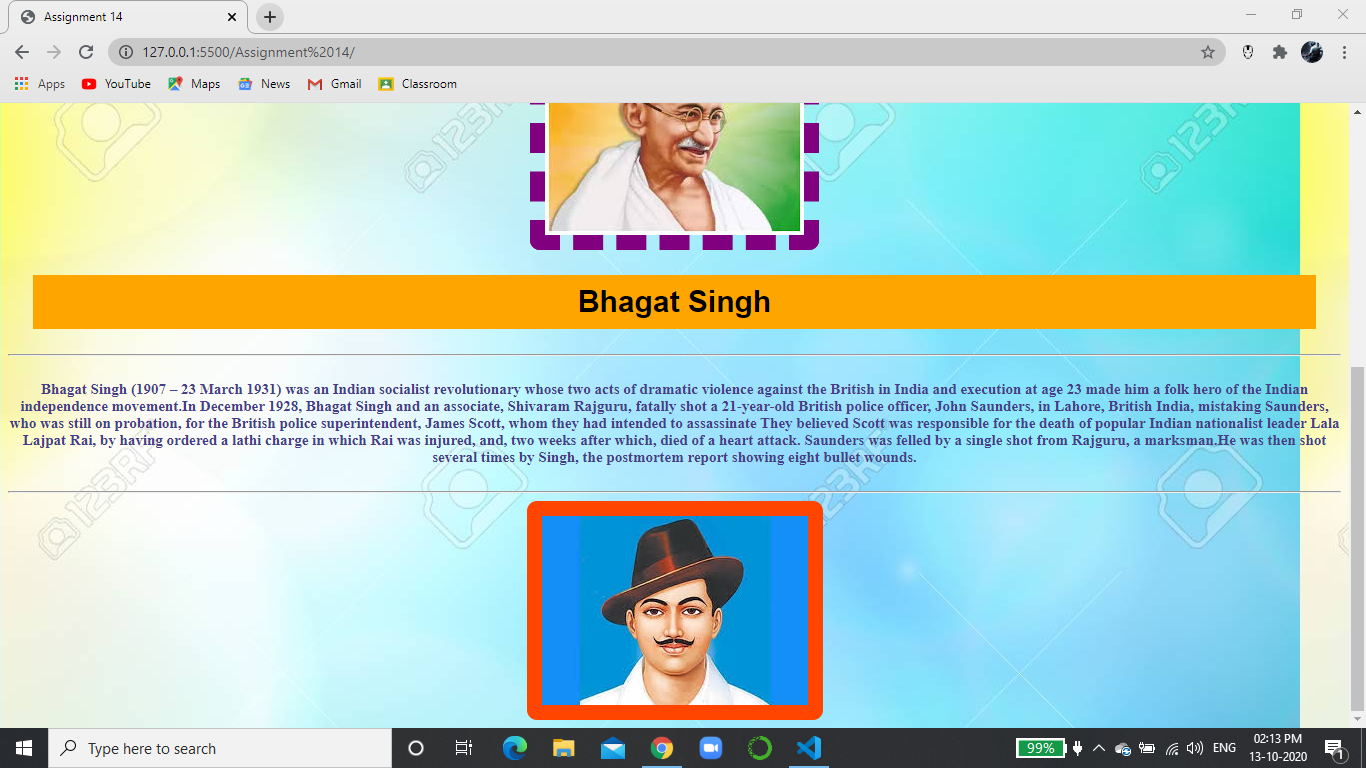 Assignment 14
127.0.0.1:5500/Assignment%2014/
Apps YouTube Maps News Gmail Classroom
123RF
Bhagat Singh
Bhagat Singh (1907 – 23 March 1931) was an Indian socialist revolutionary whose two acts of dramatic violence against the British in India and execution at age 23 made him a folk hero of the Indian
independence movement.In December 1928, Bhagat Singh and an associate, Shivaram Rajguru, fatally shot a 21-year-old British police officer, John Saunders, in Lahore, British India, mistaking Saunders,
who was still on probation, for the British police superintendent, James Scott, whom they had intended to assassinate They believed Scott was responsible for the death of popular Indian nationalist leader Lala
Lajpat Rai, by having ordered a lathi charge in which Rai was injured, and, two weeks after which, died of a heart attack. Saunders was felled by a single shot from Rajguru, a marksman.He was then shot
several times by Singh, the postmortem report showing eight bullet wounds.
123RF
123RF
Type here to search
99%
ENG
02:13 PM
13-10-2020
1